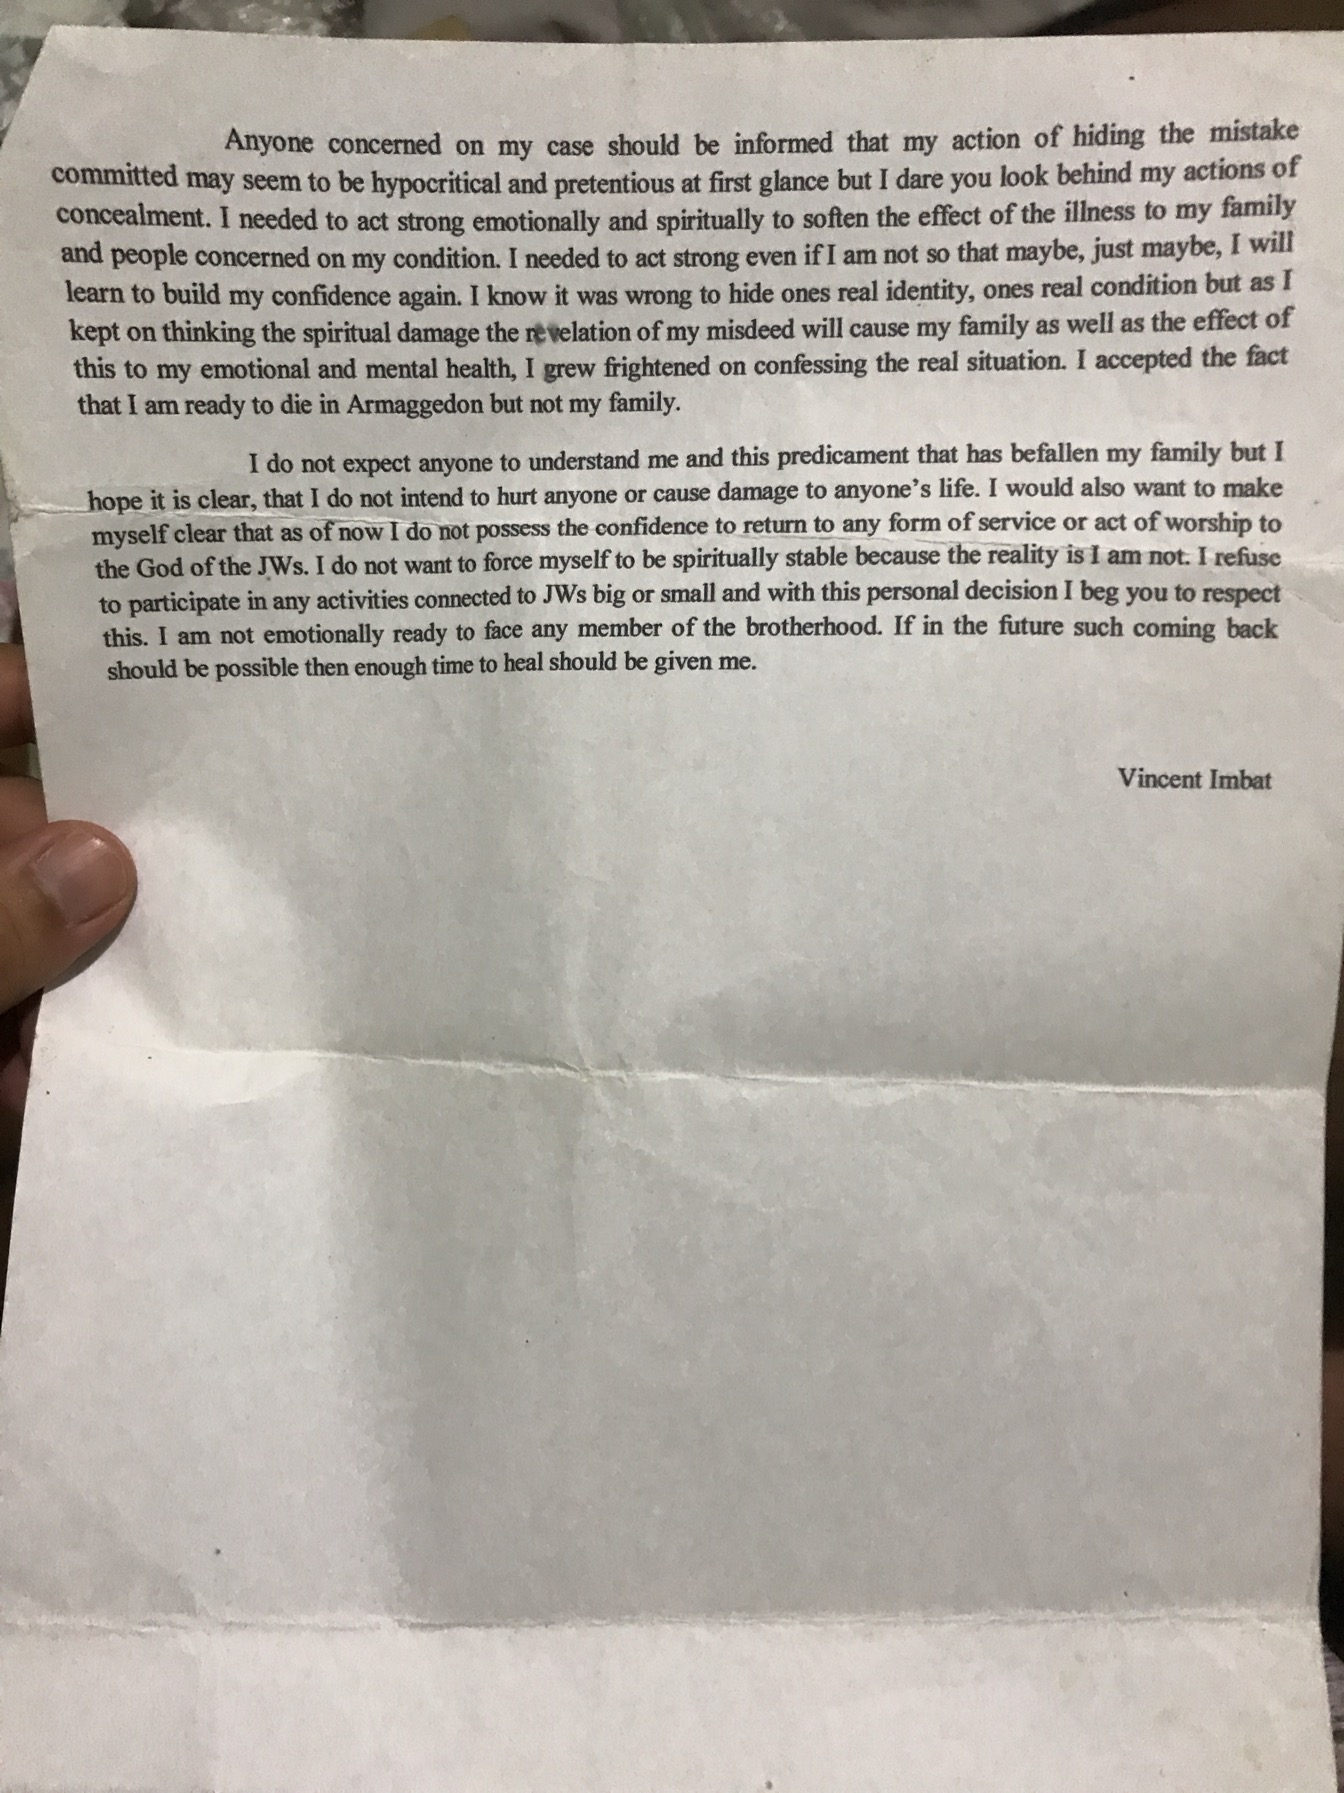 Anyone concerned on my case should be informed that my action of hiding the mistake
committed may seem to be hypocritical and pretentious at first glance but I dare you look behind my actions of
concealment. I needed to act strong emotionally and spiritually to soften the effect of the illness to my family
and people concerned on my condition. I needed to act strong even if I am not so that maybe, just maybe, I will
learn to build my confidence again. I know it was wrong to hide ones real identity, ones real condition but as I
kept on thinking the spiritual damage the revelation of my misdeed will cause my family as well as the effect of
this to my emotional and mental health, I grew frightened on confessing the real situation. I accepted the fact
that I am ready to die in Armaggedon but not my family.
I do not expect anyone to understand me and this predicament that has befallen my family but I
hope it is clear, that I do not intend to hurt anyone or cause damage to anyone's life. I would also want to make
myself clear that as of now I do not possess the confidence to return to any form of service or act of worship to
the God of the JWs. I do not want to force myself to be spiritually stable because the reality is I am not. I refuse
to participate in any activities connected to JWs big or small and with this personal decision I beg you to respect
this. I am not emotionally ready to face any member of the brotherhood. If in the future such coming back
should be possible then enough time to heal should be given me.
Vincent Imbat